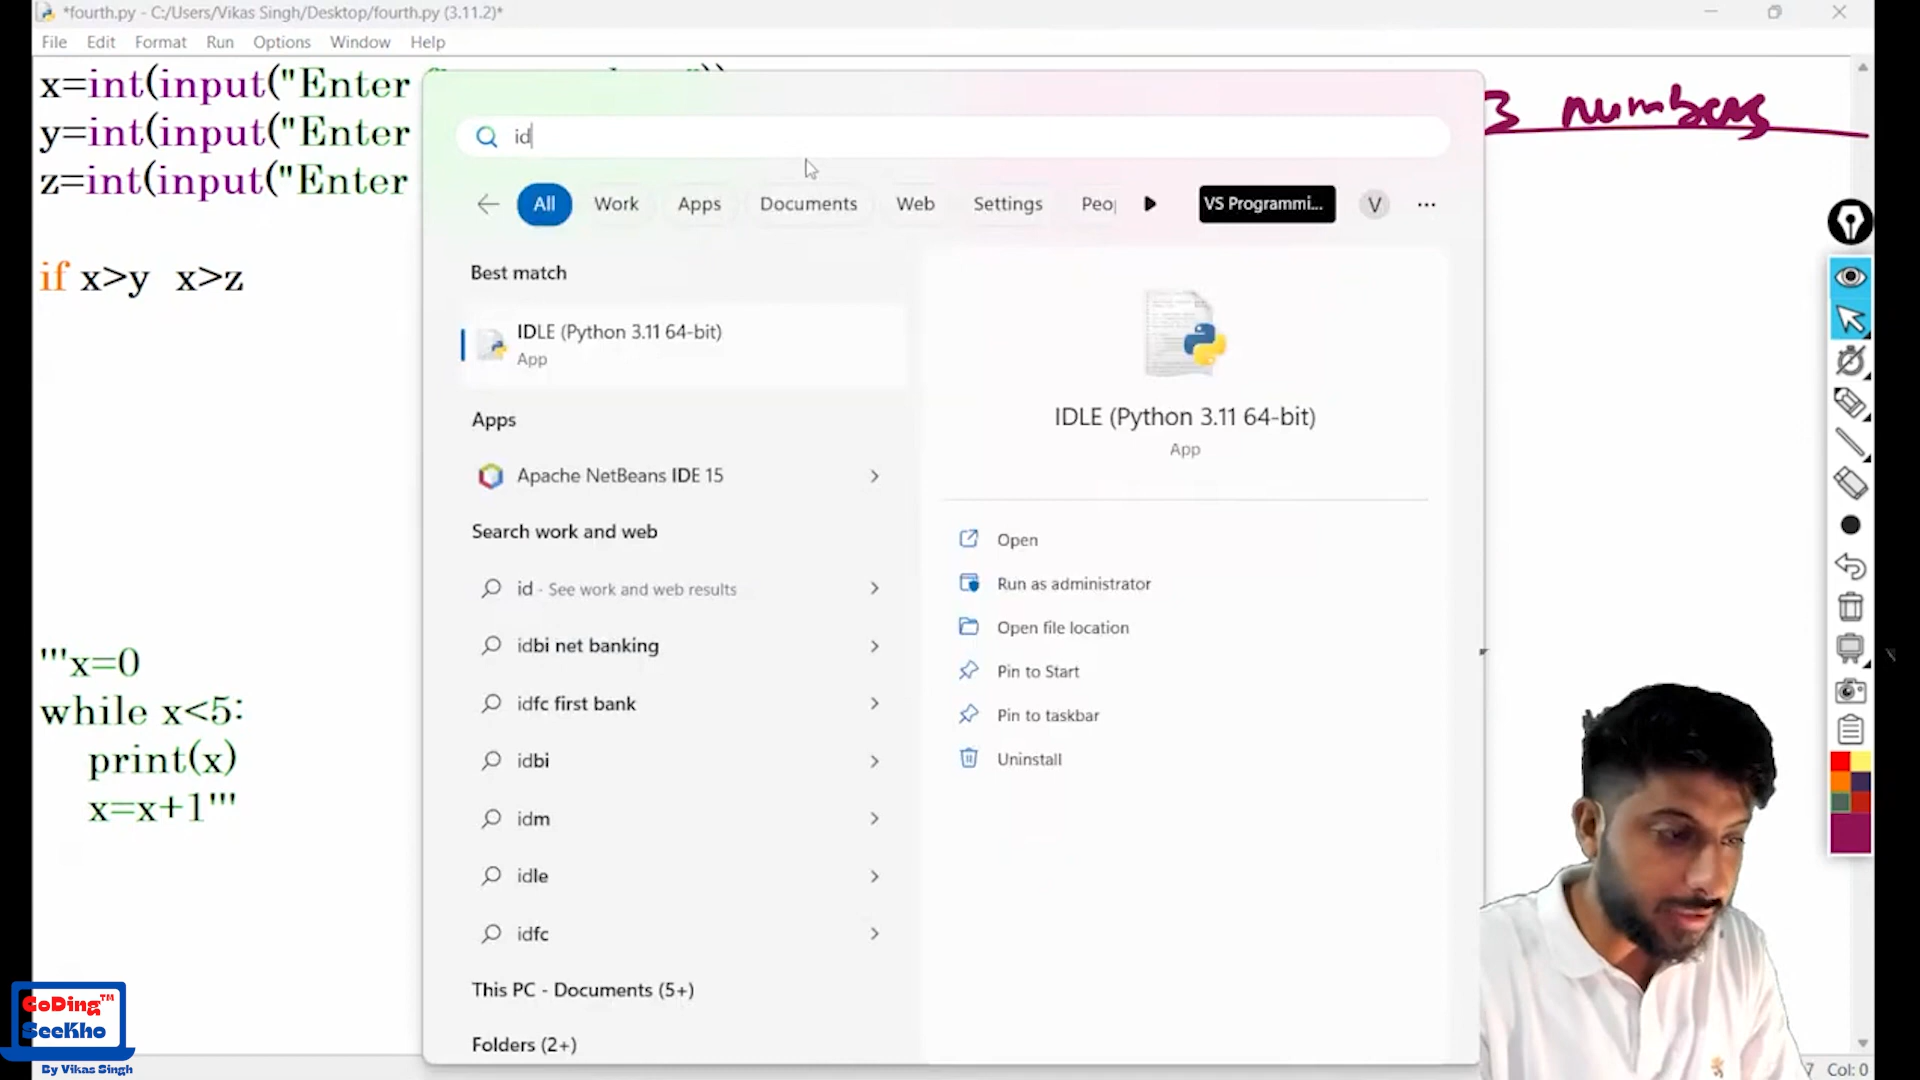 *fourth.py - C:/Users/Vikas Singh/Desktop/fourth.py (3.11.2)*
File Edit Format Run Options Window Help
x=int(input("Enter
y=int(input("Enter
z=int(input("Enter
3 numbers
if x>y  x>z
'''x=0
while x<5:
print(x)
x=x+1'''
id
All Work Apps Documents Web Settings Peop VS Programmi... V ...
Best match
IDLE (Python 3.11 64-bit)
App
Apps
Apache NetBeans IDE 15
Search work and web
id - See work and web results
idbi net banking
idfc first bank
idbi
idm
idle
idfc
This PC - Documents (5+)
Folders (2+)
IDLE (Python 3.11 64-bit)
App
Open
Run as administrator
Open file location
Pin to Start
Pin to taskbar
Uninstall
CoDing™
SeeKho
By Vikas Singh
7 Col: 0